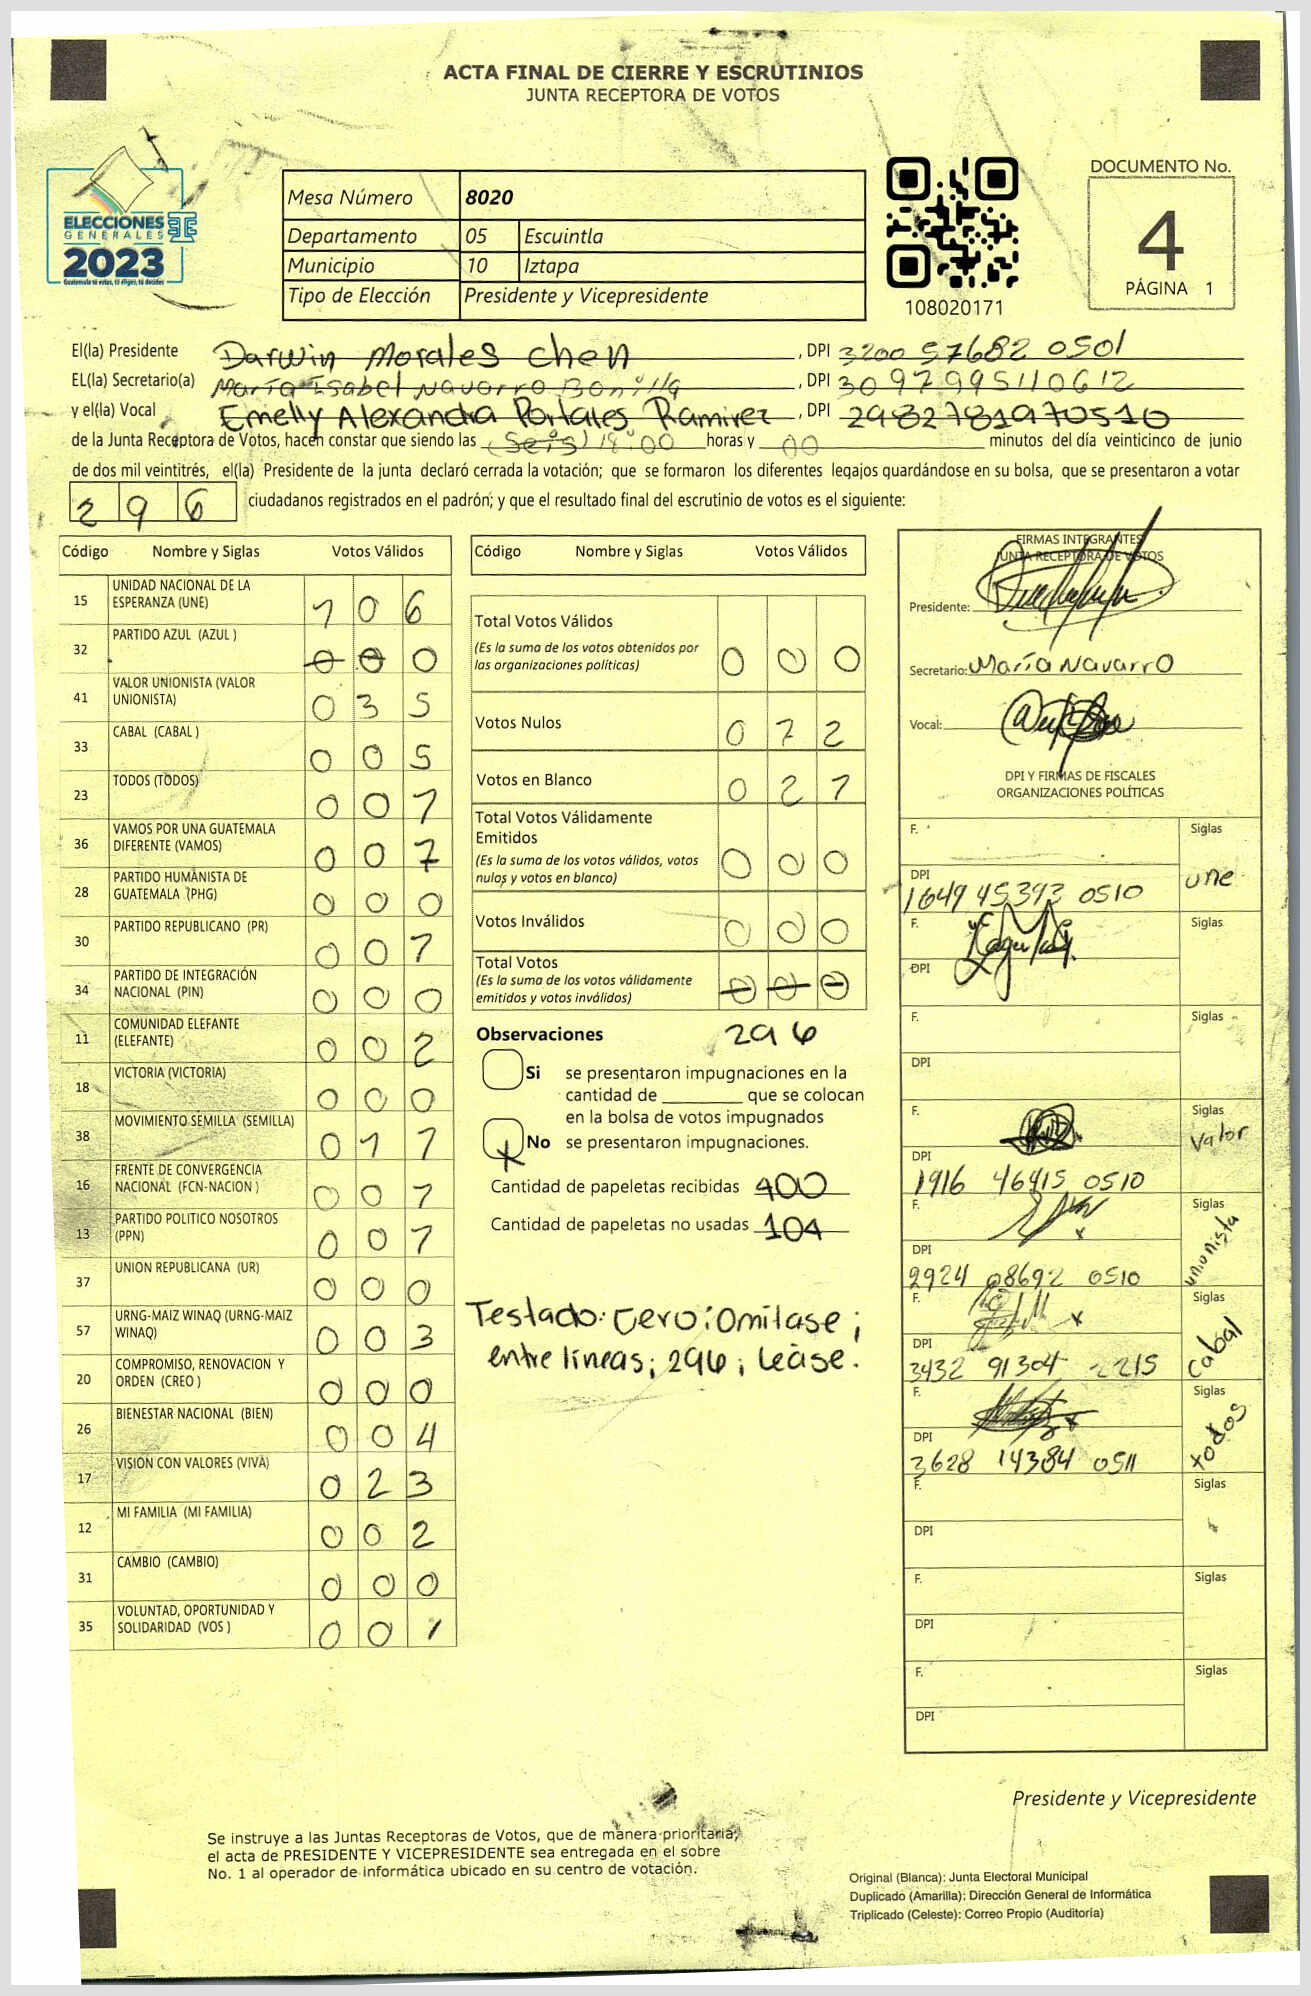 ACTA FINAL DE CIERRE Y ESCRUTINIOS
JUNTA RECEPTORA DE VOTOS
ELECCIONES
GENERALES
2023
Guatemala tú votas, tú eliges, tú decides
Mesa Número 8020
Departamento 05 Escuintla
Municipio 10 Iztapa
Tipo de Elección Presidente y Vicepresidente
108020171
DOCUMENTO No.
4
PÁGINA 1
El(la) Presidente Darwin Morales Chen, DPI 3200 57682 0501
EL(la) Secretario(a) María Isabel Navarro Bonilla, DPI 3097995110612
y el(la) Vocal Emelly Alexandra Portales Ramirez, DPI 2982781970510
de la Junta Receptora de Votos, hacen constar que siendo las (Seis) 18:00 horas y 00 minutos del día veinticinco de junio
de dos mil veintitrés, el(la) Presidente de la junta declaró cerrada la votación; que se formaron los diferentes legajos guardándose en su bolsa, que se presentaron a votar
296 ciudadanos registrados en el padrón; y que el resultado final del escrutinio de votos es el siguiente:
Código Nombre y Siglas Votos Válidos
15 UNIDAD NACIONAL DE LA ESPERANZA (UNE) 1 0 6
32 PARTIDO AZUL (AZUL ) 0 0 0
41 VALOR UNIONISTA (VALOR UNIONISTA) 0 3 5
33 CABAL (CABAL ) 0 0 5
23 TODOS (TODOS) 0 0 1
36 VAMOS POR UNA GUATEMALA DIFERENTE (VAMOS) 0 0 7
28 PARTIDO HUMANISTA DE GUATEMALA (PHG) 0 0 0
30 PARTIDO REPUBLICANO (PR) 0 0 1
34 PARTIDO DE INTEGRACIÓN NACIONAL (PIN) 0 0 0
11 COMUNIDAD ELEFANTE (ELEFANTE) 0 0 2
18 VICTORIA (VICTORIA) 0 0 0
38 MOVIMIENTO SEMILLA (SEMILLA) 0 1 1
16 FRENTE DE CONVERGENCIA NACIONAL (FCN-NACION ) 0 0 1
13 PARTIDO POLITICO NOSOTROS (PPN) 0 0 1
37 UNION REPUBLICANA (UR) 0 0 0
57 URNG-MAIZ WINAQ (URNG-MAIZ WINAQ) 0 0 3
20 COMPROMISO, RENOVACION Y ORDEN (CREO ) 0 0 0
26 BIENESTAR NACIONAL (BIEN) 0 0 4
17 VISION CON VALORES (VIVA) 0 2 3
12 MI FAMILIA (MI FAMILIA) 0 0 2
31 CAMBIO (CAMBIO) 0 0 0
35 VOLUNTAD, OPORTUNIDAD Y SOLIDARIDAD (VOS ) 0 0 1
Código Nombre y Siglas Votos Válidos
Total Votos Válidos
(Es la suma de los votos obtenidos por
las organizaciones políticas) 0 0 0
Votos Nulos 0 7 2
Votos en Blanco 0 2 1
Total Votos Válidamente
Emitidos
(Es la suma de los votos válidos, votos
nulos y votos en blanco) 0 0 0
Votos Inválidos 0 0 0
Total Votos
(Es la suma de los votos válidamente
emitidos y votos inválidos) 0 0 0
Observaciones 296
Si se presentaron impugnaciones en la
cantidad de ________ que se colocan
en la bolsa de votos impugnados
x No se presentaron impugnaciones.
Cantidad de papeletas recibidas 400
Cantidad de papeletas no usadas 104
Testado: Cero: Omítase;
entre líneas; 296; Léase.
FIRMAS INTEGRANTES
JUNTA RECEPTORA DE VOTOS
Presidente:
Secretario: María Navarro
Vocal:
DPI Y FIRMAS DE FISCALES
ORGANIZACIONES POLÍTICAS
F. Siglas
DPI une
1649 45393 0510
F. Siglas
DPI
F. Siglas
DPI
F. Siglas
DPI Valor
1916 46415 0510
F. Siglas
DPI unionista
2924 08692 0510
F. Siglas
DPI cabal
3432 91304 2215
F. Siglas
DPI todos
3628 14384 0511
F. Siglas
DPI
F. Siglas
DPI
F. Siglas
DPI
Presidente y Vicepresidente
Se instruye a las Juntas Receptoras de Votos, que de manera prioritaria,
el acta de PRESIDENTE Y VICEPRESIDENTE sea entregada en el sobre
No. 1 al operador de informática ubicado en su centro de votación.
Original (Blanca): Junta Electoral Municipal
Duplicado (Amarilla): Dirección General de Informática
Triplicado (Celeste): Correo Propio (Auditoría)